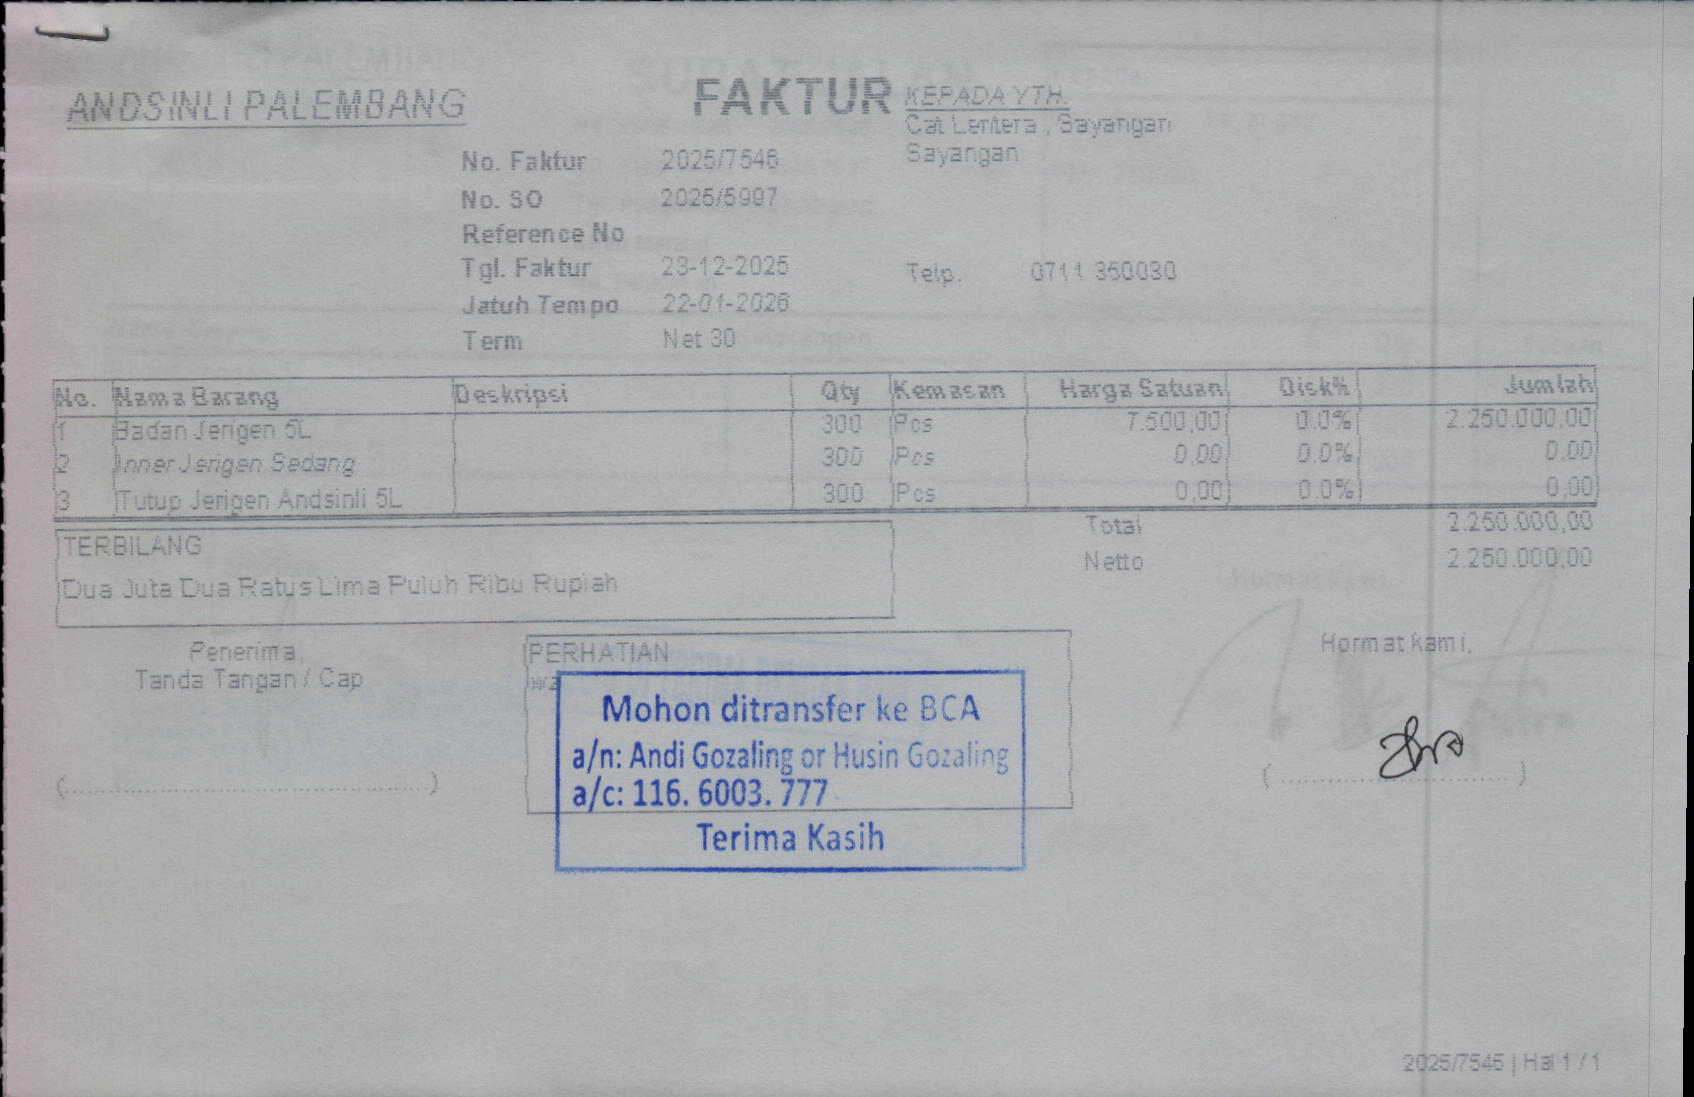 ANDSINLI PALEMBANG
FAKTUR
KEPADA YTH.
Cat Lentera , Sayangan
Sayangan
No. Faktur 2025/7546
No. SO 2025/5997
Reference No
Tgl. Faktur 23-12-2025
Telp. 0711 350030
Jatuh Tempo 22-01-2026
Term Net 30
No. Nama Barang Deskripsi Qty Kemasan Harga Satuan Disk% Jumlah
1 Badan Jerigen 5L 300 Pcs 7.500,00 0.0% 2.250.000,00
2 Inner Jerigen Sedang 300 Pcs 0,00 0.0% 0,00
3 Tutup Jerigen Andsinli 5L 300 Pcs 0,00 0.0% 0,00
Total 2.250.000,00
Netto 2.250.000,00
TERBILANG
Dua Juta Dua Ratus Lima Puluh Ribu Rupiah
Penerima,
Tanda Tangan / Cap
(..........................................)
PERHATIAN
Mohon ditransfer ke BCA
a/n: Andi Gozaling or Husin Gozaling
a/c: 116. 6003. 777
Terima Kasih
Hormat kami,
(..........................................)
2025/7546 | Hal 1 / 1